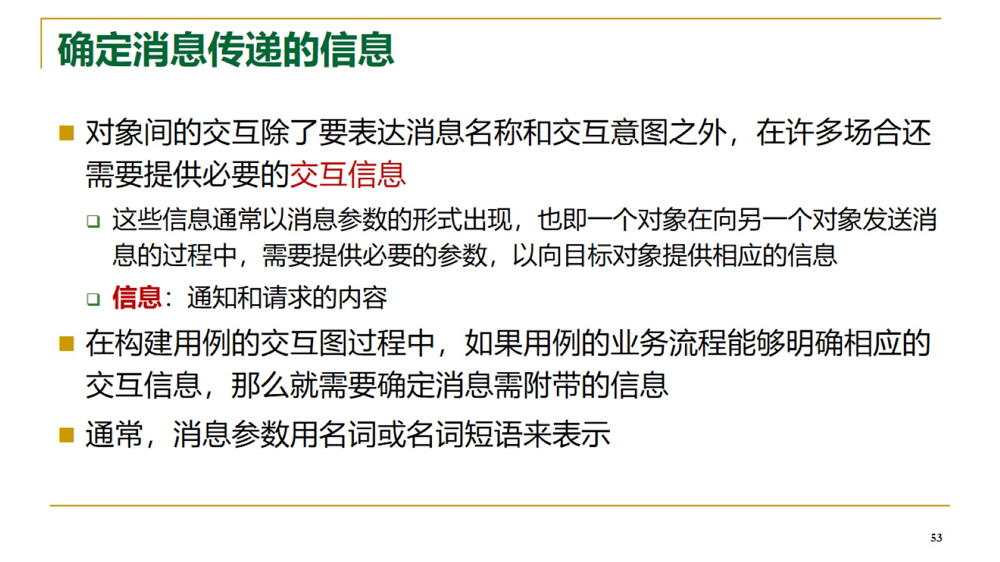 确定消息传递的信息
对象间的交互除了要表达消息名称和交互意图之外，在许多场合还
需要提供必要的交互信息
这些信息通常以消息参数的形式出现，也即一个对象在向另一个对象发送消
息的过程中，需要提供必要的参数，以向目标对象提供相应的信息
信息：通知和请求的内容
在构建用例的交互图过程中，如果用例的业务流程能够明确相应的
交互信息，那么就需要确定消息需附带的信息
通常，消息参数用名词或名词短语来表示
53